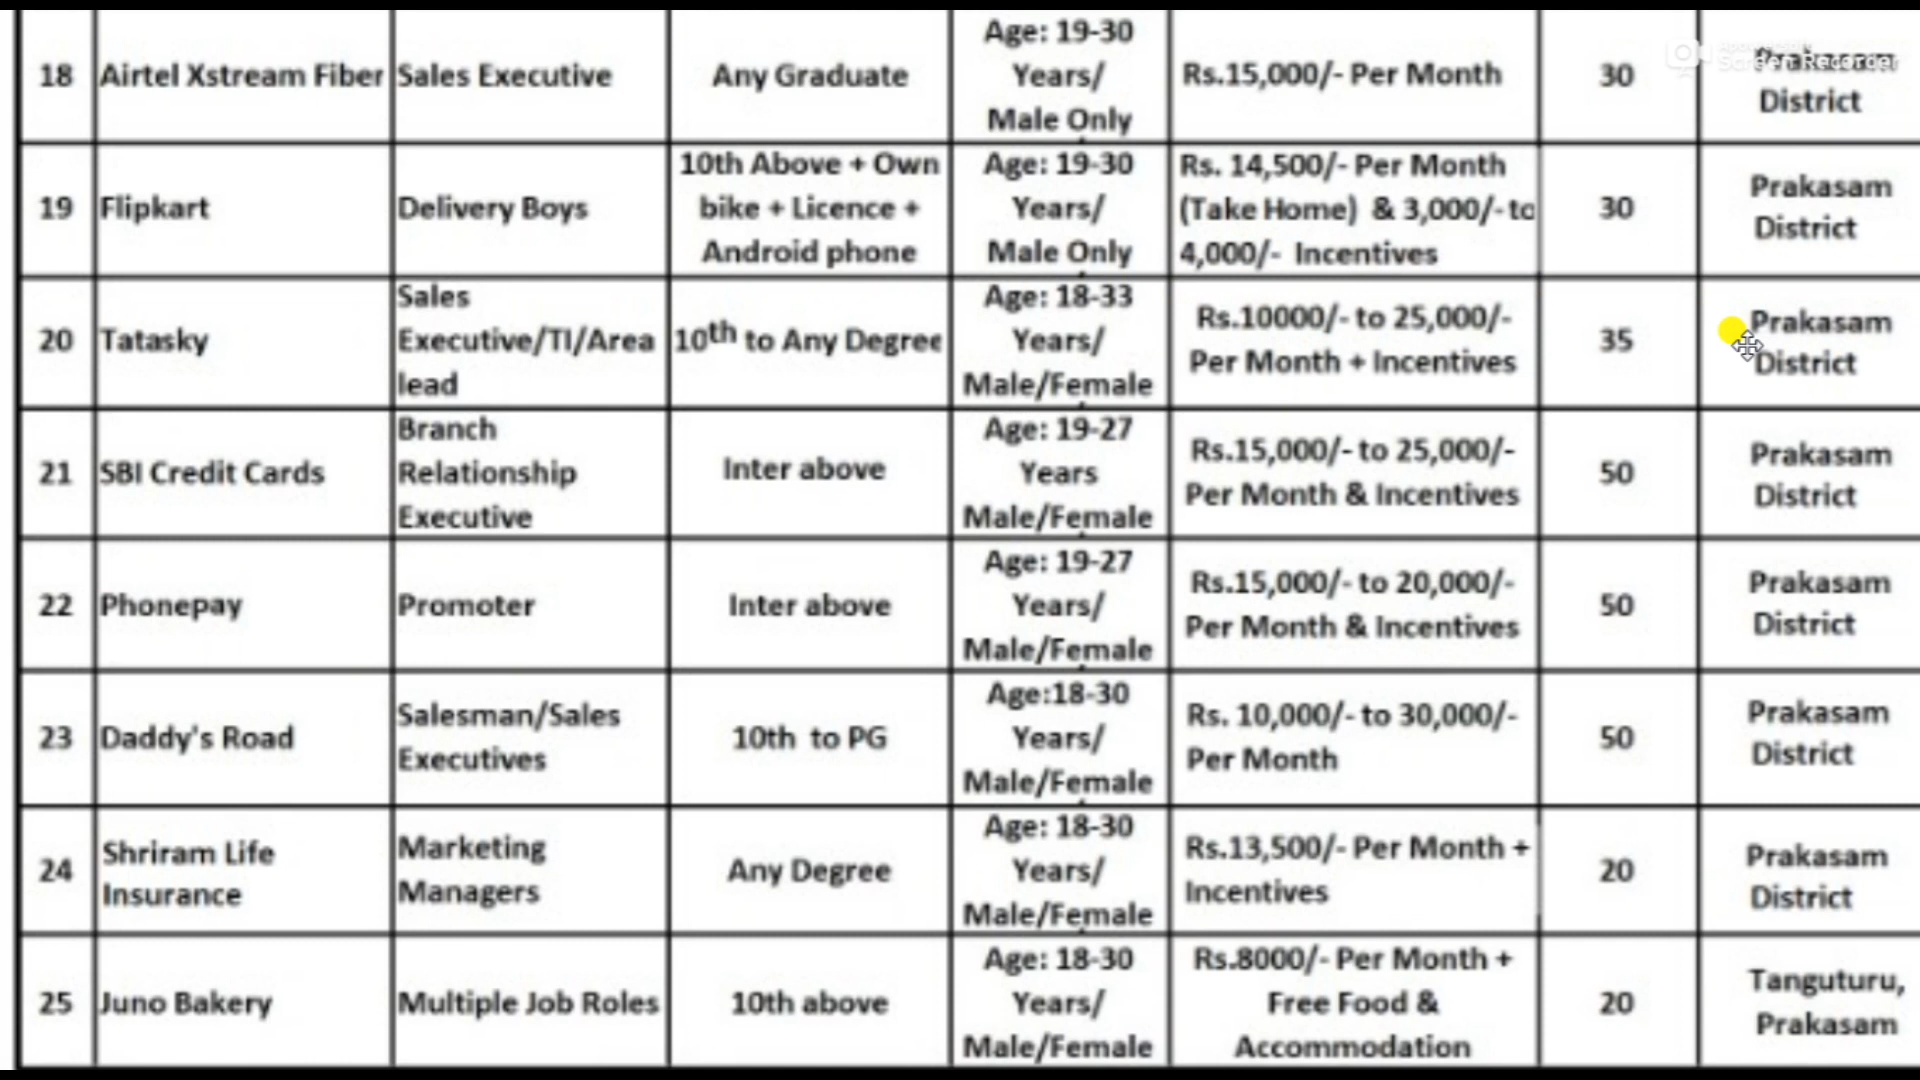 18 Airtel Xstream Fiber Sales Executive Any Graduate Age: 19-30 Years/ Male Only Rs.15,000/- Per Month 30 Prakasam District
Screen Recorder
19 Flipkart Delivery Boys 10th Above + Own bike + Licence + Android phone Age: 19-30 Years/ Male Only Rs. 14,500/- Per Month (Take Home) & 3,000/- to 4,000/- Incentives 30 Prakasam District
20 Tatasky Sales Executive/TI/Area lead 10th to Any Degree Age: 18-33 Years/ Male/Female Rs.10000/- to 25,000/- Per Month + Incentives 35 Prakasam District
21 SBI Credit Cards Branch Relationship Executive Inter above Age: 19-27 Years Male/Female Rs.15,000/- to 25,000/- Per Month & Incentives 50 Prakasam District
22 Phonepay Promoter Inter above Age: 19-27 Years/ Male/Female Rs.15,000/- to 20,000/- Per Month & Incentives 50 Prakasam District
23 Daddy's Road Salesman/Sales Executives 10th to PG Age:18-30 Years/ Male/Female Rs. 10,000/- to 30,000/- Per Month 50 Prakasam District
24 Shriram Life Insurance Marketing Managers Any Degree Age: 18-30 Years/ Male/Female Rs.13,500/- Per Month + Incentives 20 Prakasam District
25 Juno Bakery Multiple Job Roles 10th above Age: 18-30 Years/ Male/Female Rs.8000/- Per Month + Free Food & Accommodation 20 Tanguturu, Prakasam